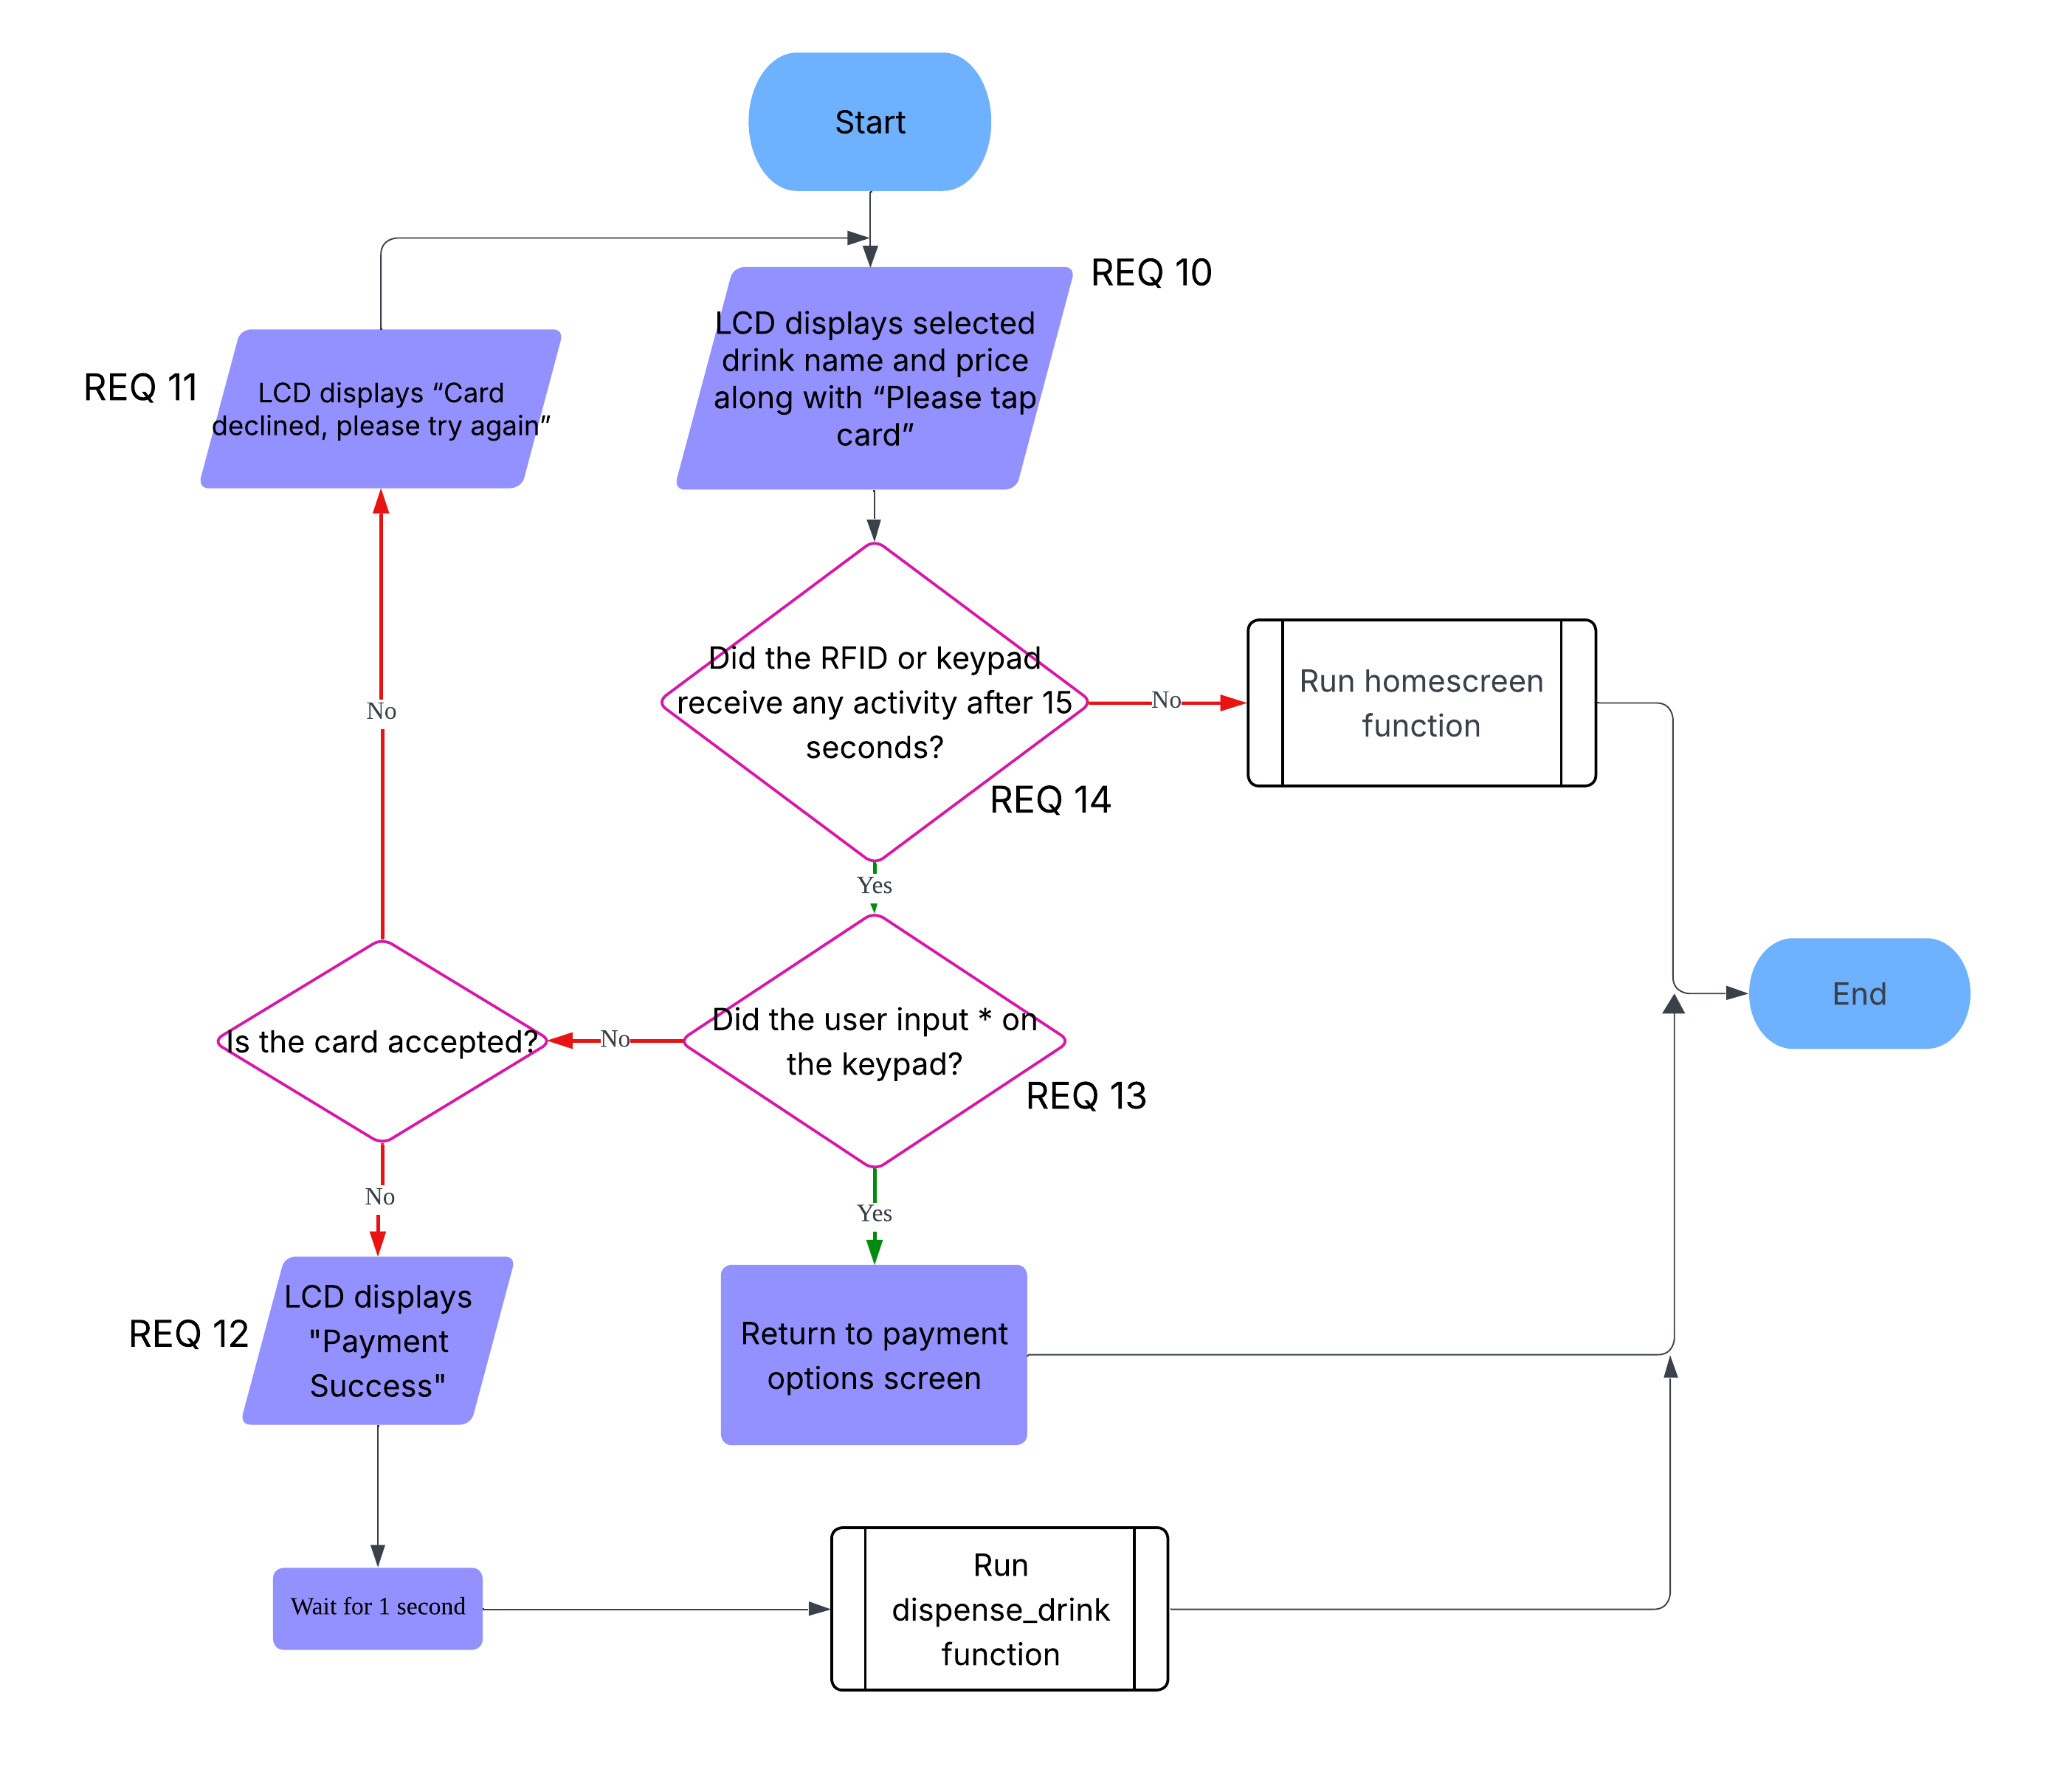 Start
REQ 10
LCD displays selected
drink name and price
along with “Please tap
card”
REQ 11
LCD displays “Card
declined, please try again”
Did the RFID or keypad
receive any activity after 15
seconds?
No
Run homescreen
function
No
REQ 14
Yes
End
Did the user input * on
the keypad?
No
Is the card accepted?
REQ 13
No
Yes
LCD displays
"Payment
Success"
REQ 12
Return to payment
options screen
Wait for 1 second
Run
dispense_drink
function